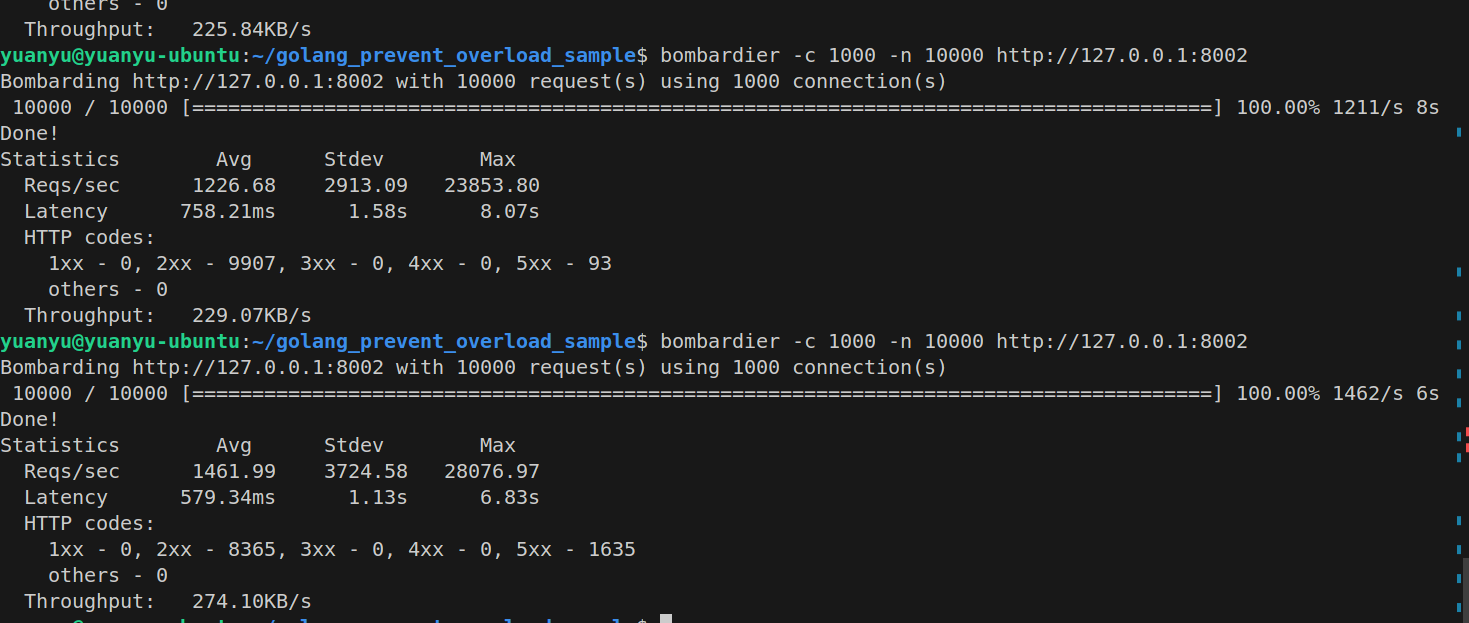 others - 0
  Throughput:   225.84KB/s
yuanyu@yuanyu-ubuntu:~/golang_prevent_overload_sample$ bombardier -c 1000 -n 10000 http://127.0.0.1:8002
Bombarding http://127.0.0.1:8002 with 10000 request(s) using 1000 connection(s)
 10000 / 10000 [=====================================================================================] 100.00% 1211/s 8s
Done!
Statistics        Avg      Stdev        Max
  Reqs/sec      1226.68    2913.09   23853.80
  Latency      758.21ms      1.58s      8.07s
  HTTP codes:
    1xx - 0, 2xx - 9907, 3xx - 0, 4xx - 0, 5xx - 93
    others - 0
  Throughput:   229.07KB/s
yuanyu@yuanyu-ubuntu:~/golang_prevent_overload_sample$ bombardier -c 1000 -n 10000 http://127.0.0.1:8002
Bombarding http://127.0.0.1:8002 with 10000 request(s) using 1000 connection(s)
 10000 / 10000 [=====================================================================================] 100.00% 1462/s 6s
Done!
Statistics        Avg      Stdev        Max
  Reqs/sec      1461.99    3724.58   28076.97
  Latency      579.34ms      1.13s      6.83s
  HTTP codes:
    1xx - 0, 2xx - 8365, 3xx - 0, 4xx - 0, 5xx - 1635
    others - 0
  Throughput:   274.10KB/s